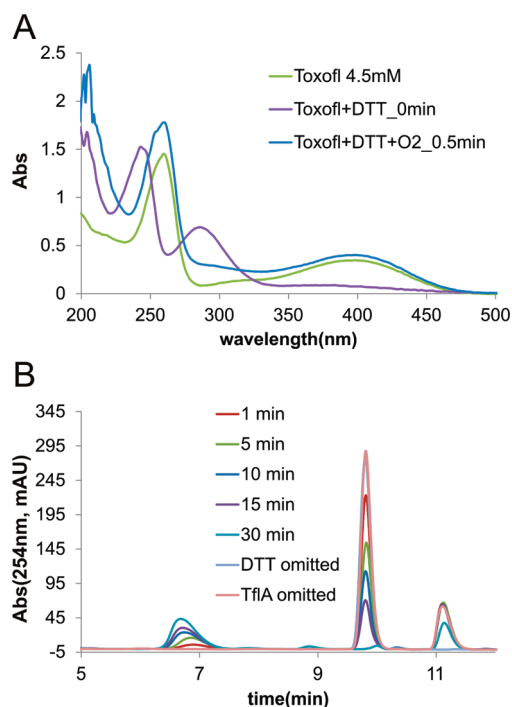 A
2.5
2
1.5
1
0.5
0
Abs
200 250 300 350 400 450 500
wavelength(nm)
Toxofl 4.5mM
Toxofl+DTT_0min
Toxofl+DTT+O2_0.5min
B
345
295
245
195
145
95
45
-5
Abs(254nm, mAU)
5 7 9 11
time(min)
1 min
5 min
10 min
15 min
30 min
DTT omitted
TflA omitted